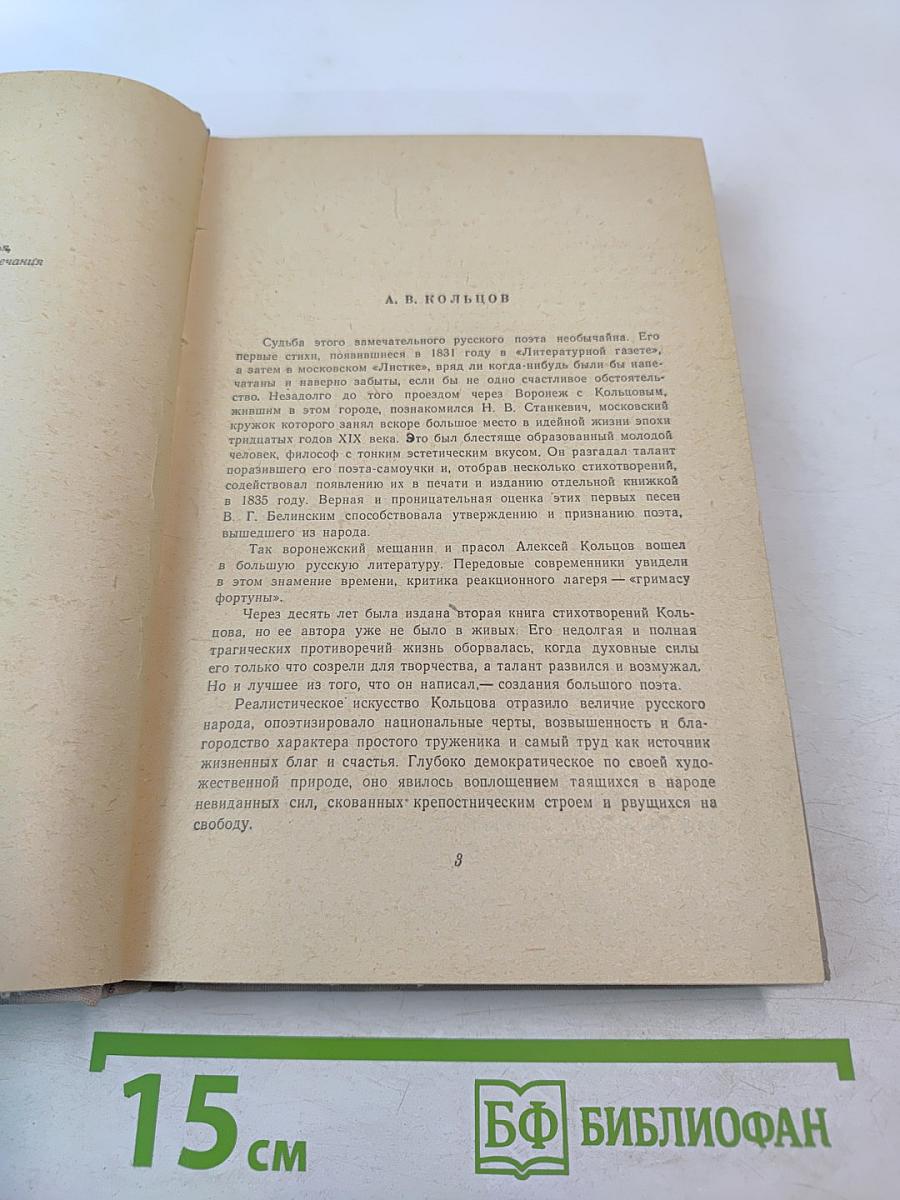 ечания
А. В. КОЛЬЦОВ
Судьба этого замечательного русского поэта необычайна. Его
первые стихи, появившиеся в 1831 году в «Литературной газете»,
а затем в московском «Листке», вряд ли когда-нибудь были бы напе-
чатаны и наверно забыты, если бы не одно счастливое обстоятель-
ство. Незадолго до того проездом через Воронеж с Кольцовым,
жившим в этом городе, познакомился Н. В. Станкевич, московский
кружок которого занял вскоре большое место в идейной жизни эпохи
тридцатых годов XIX века. Это был блестяще образованный молодой
человек, философ с тонким эстетическим вкусом. Он разгадал талант
поразившего его поэта-самоучки и, отобрав несколько стихотворений,
содействовал появлению их в печати и изданию отдельной книжкой
в 1835 году. Верная и проницательная оценка этих первых песен
В. Г. Белинским способствовала утверждению и признанию поэта,
вышедшего из народа.
Так воронежский мещанин и прасол Алексей Кольцов вошел
в большую русскую литературу. Передовые современники увидели
в этом знамение времени, критика реакционного лагеря — «гримасу
фортуны».
Через десять лет была издана вторая книга стихотворений Коль-
цова, но ее автора уже не было в живых. Его недолгая и полная
трагических противоречий жизнь оборвалась, когда духовные силы
его только что созрели для творчества, а талант развился и возмужал.
Но и лучшее из того, что он написал,— создания большого поэта.
Реалистическое искусство Кольцова отразило величие русского
народа, опоэтизировало национальные черты, возвышенность и бла-
городство характера простого труженика и самый труд как источник
жизненных благ и счастья. Глубоко демократическое по своей худо-
жественной природе, оно явилось воплощением таящихся в народе
невиданных сил, скованных крепостническим строем и рвущихся на
свободу.
3
15 см
БФ БИБЛИОФАН